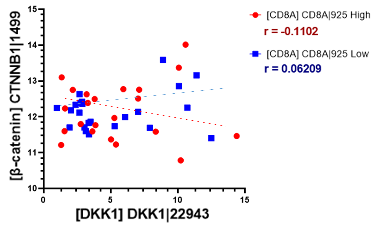 [β-catenin] CTNNB1|1499
15
14
13
12
11
10
0
5
10
15
[DKK1] DKK1|22943
[CD8A] CD8A|925 High
r = -0.1102
[CD8A] CD8A|925 Low
r = 0.06209